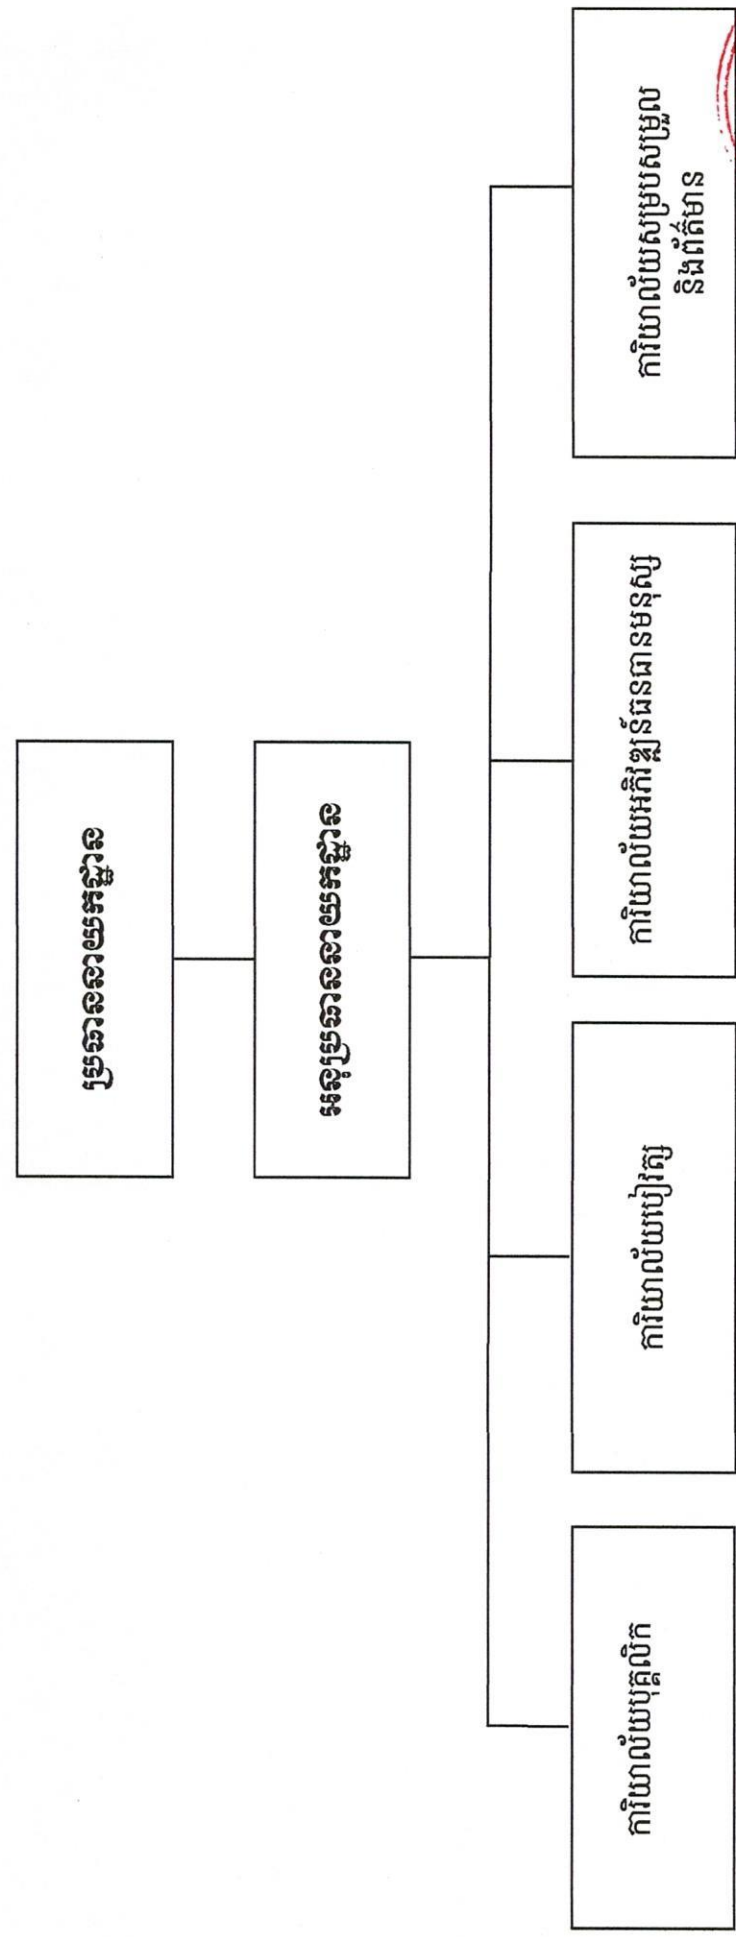 ប្រធាននាយកដ្ឋាន
អនុប្រធាននាយកដ្ឋាន
ការិយាល័យបុគ្គលិក
ការិយាល័យបៀវត្ស
ការិយាល័យអភិវឌ្ឍន៍ធនធានមនុស្ស
ការិយាល័យសម្របសម្រួល
និងព័ត៌មាន